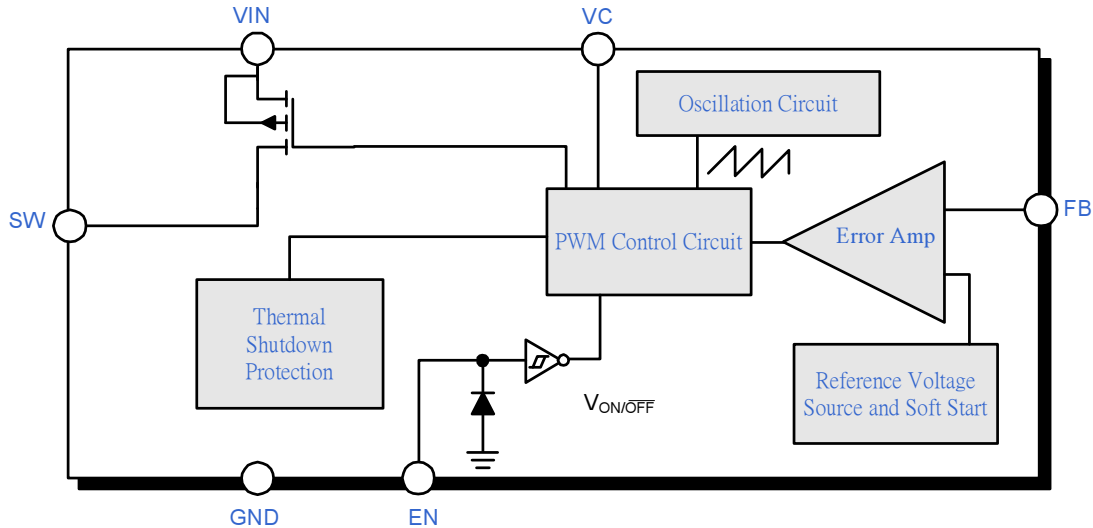 VIN
VC
Oscillation Circuit
SW
FB
PWM Control Circuit
Error Amp
Thermal
Shutdown
Protection
Reference Voltage
Source and Soft Start
VON/OFF
GND
EN